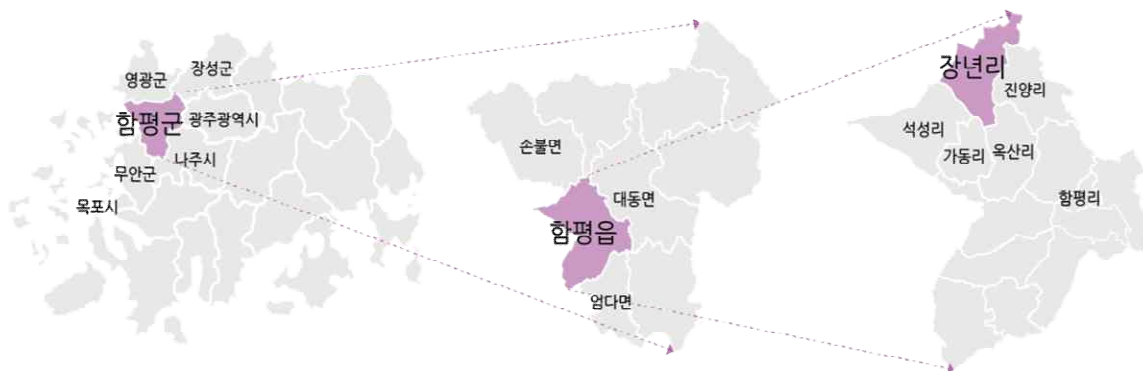 영광군
장성군
함평군
광주광역시
나주시
무안군
목포시
손불면
대동면
함평읍
엄다면
장년리
진양리
석성리
가동리
옥산리
함평리